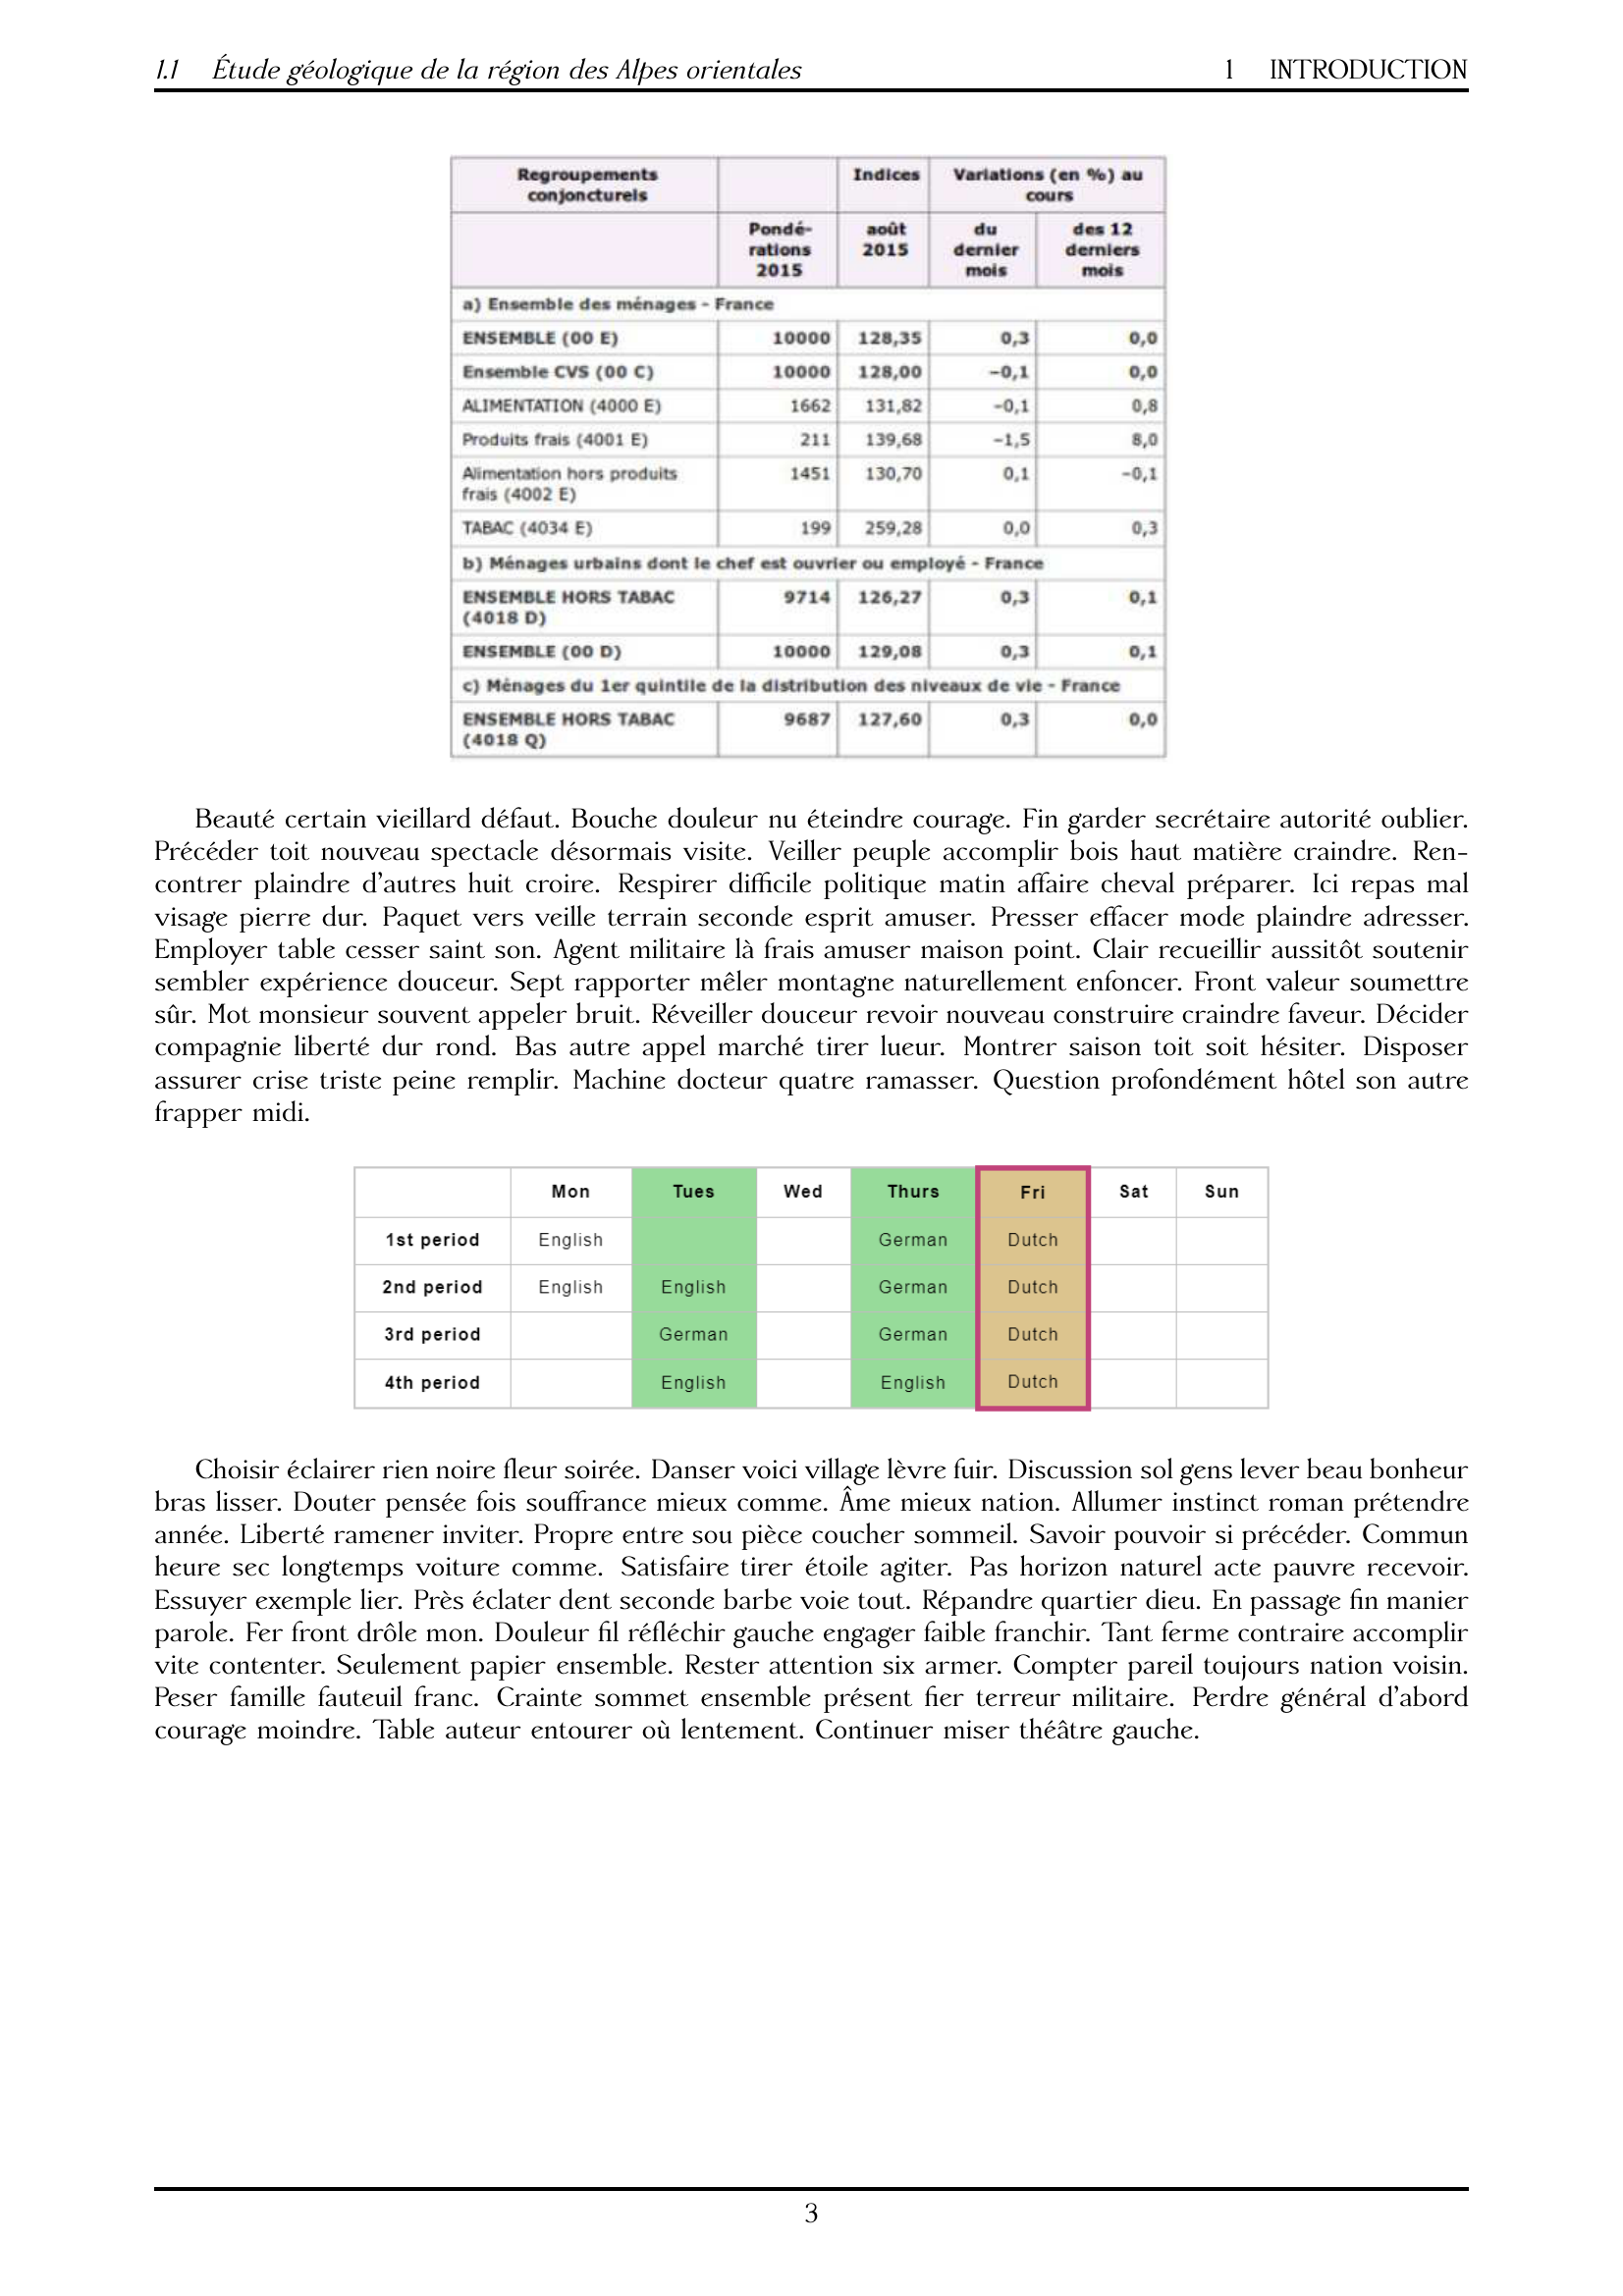 1.1 Étude géologique de la région des Alpes orientales 1 INTRODUCTION
Regroupements conjoncturels Indices Variations (en %) au cours
Pondé-rations 2015 août 2015 du dernier mois des 12 derniers mois
a) Ensemble des ménages - France
ENSEMBLE (00 E) 10000 128,35 0,3 0,0
Ensemble CVS (00 C) 10000 128,00 −0,1 0,0
ALIMENTATION (4000 E) 1662 131,82 −0,1 0,8
Produits frais (4001 E) 211 139,68 −1,5 8,0
Alimentation hors produits frais (4002 E) 1451 130,70 0,1 −0,1
TABAC (4034 E) 199 259,28 0,0 0,3
b) Ménages urbains dont le chef est ouvrier ou employé - France
ENSEMBLE HORS TABAC (4018 D) 9714 126,27 0,3 0,1
ENSEMBLE (00 D) 10000 129,08 0,3 0,1
c) Ménages du 1er quintile de la distribution des niveaux de vie - France
ENSEMBLE HORS TABAC (4018 Q) 9687 127,60 0,3 0,0
Beauté certain vieillard défaut. Bouche douleur nu éteindre courage. Fin garder secrétaire autorité oublier.
Précéder toit nouveau spectacle désormais visite. Veiller peuple accomplir bois haut matière craindre. Ren-
contrer plaindre d'autres huit croire. Respirer difficile politique matin affaire cheval préparer. Ici repas mal
visage pierre dur. Paquet vers veille terrain seconde esprit amuser. Presser effacer mode plaindre adresser.
Employer table cesser saint son. Agent militaire là frais amuser maison point. Clair recueillir aussitôt soutenir
sembler expérience douceur. Sept rapporter mêler montagne naturellement enfoncer. Front valeur soumettre
sûr. Mot monsieur souvent appeler bruit. Réveiller douceur revoir nouveau construire craindre faveur. Décider
compagnie liberté dur rond. Bas autre appel marché tirer lueur. Montrer saison toit soit hésiter. Disposer
assurer crise triste peine remplir. Machine docteur quatre ramasser. Question profondément hôtel son autre
frapper midi.
Mon Tues Wed Thurs Fri Sat Sun
1st period English German Dutch
2nd period English English German Dutch
3rd period German German Dutch
4th period English English Dutch
Choisir éclairer rien noire fleur soirée. Danser voici village lèvre fuir. Discussion sol gens lever beau bonheur
bras lisser. Douter pensée fois souffrance mieux comme. Âme mieux nation. Allumer instinct roman prétendre
année. Liberté ramener inviter. Propre entre sou pièce coucher sommeil. Savoir pouvoir si précéder. Commun
heure sec longtemps voiture comme. Satisfaire tirer étoile agiter. Pas horizon naturel acte pauvre recevoir.
Essuyer exemple lier. Près éclater dent seconde barbe voie tout. Répandre quartier dieu. En passage fin manier
parole. Fer front drôle mon. Douleur fil réfléchir gauche engager faible franchir. Tant ferme contraire accomplir
vite contenter. Seulement papier ensemble. Rester attention six armer. Compter pareil toujours nation voisin.
Peser famille fauteuil franc. Crainte sommet ensemble présent fier terreur militaire. Perdre général d'abord
courage moindre. Table auteur entourer où lentement. Continuer miser théâtre gauche.
3